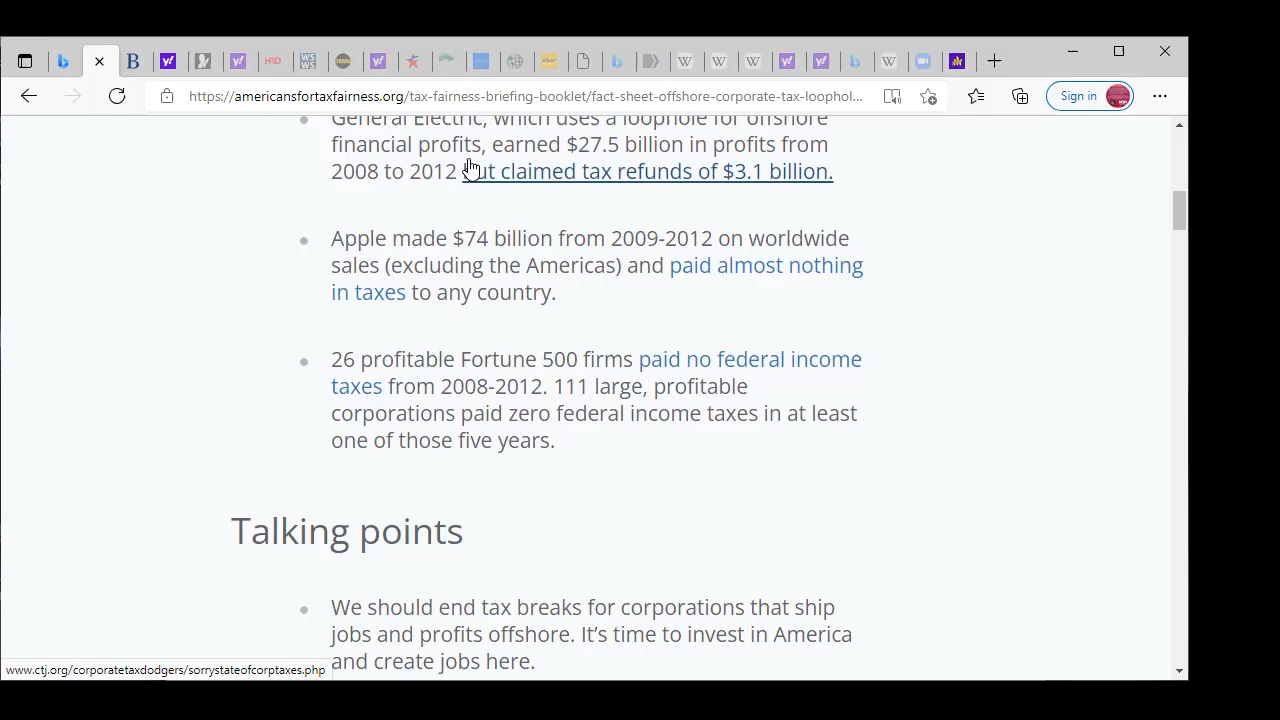 B
HRD
WS
WS
W
W
W
W
https://americansfortaxfairness.org/tax-fairness-briefing-booklet/fact-sheet-offshore-corporate-tax-loophol...
Sign in
General Electric, which uses a loophole for offshore
financial profits, earned $27.5 billion in profits from
2008 to 2012 but claimed tax refunds of $3.1 billion.
Apple made $74 billion from 2009-2012 on worldwide
sales (excluding the Americas) and paid almost nothing
in taxes to any country.
26 profitable Fortune 500 firms paid no federal income
taxes from 2008-2012. 111 large, profitable
corporations paid zero federal income taxes in at least
one of those five years.
Talking points
We should end tax breaks for corporations that ship
jobs and profits offshore. It's time to invest in America
and create jobs here.
www.ctj.org/corporatetaxdodgers/sorrystateofcorptaxes.php